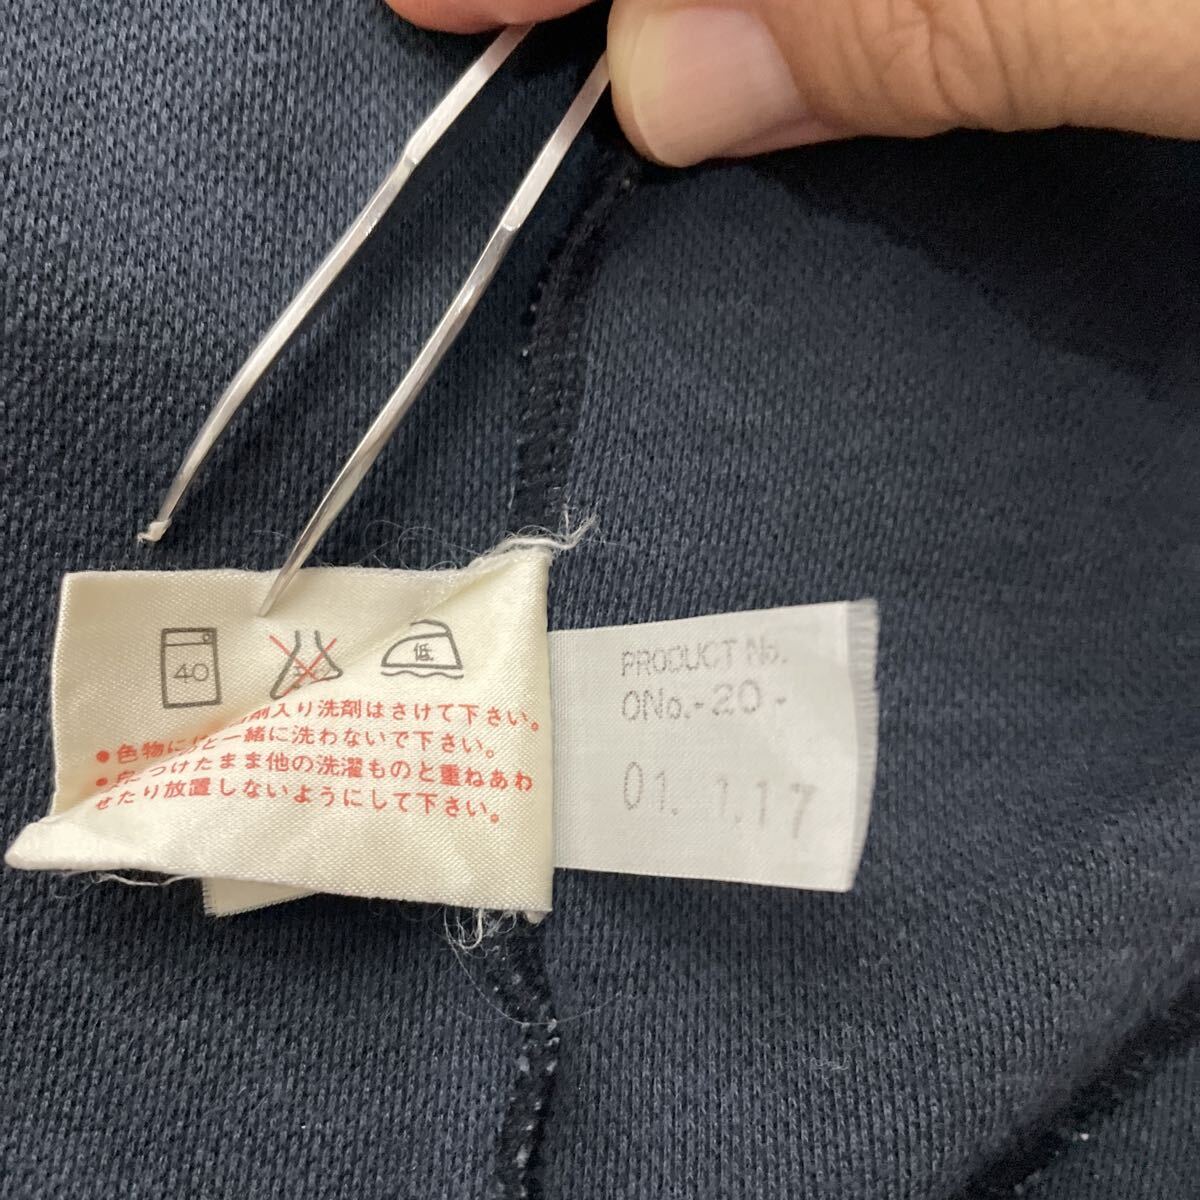 40
低
剤入り洗剤はさけて下さい。
●色物に 一緒に洗わないで下さい。
● つけたまま他の洗濯ものと重ねあわ
せたり放置しないようにして下さい。
PRODUCT No.
ONo.-20-
01. 1.17